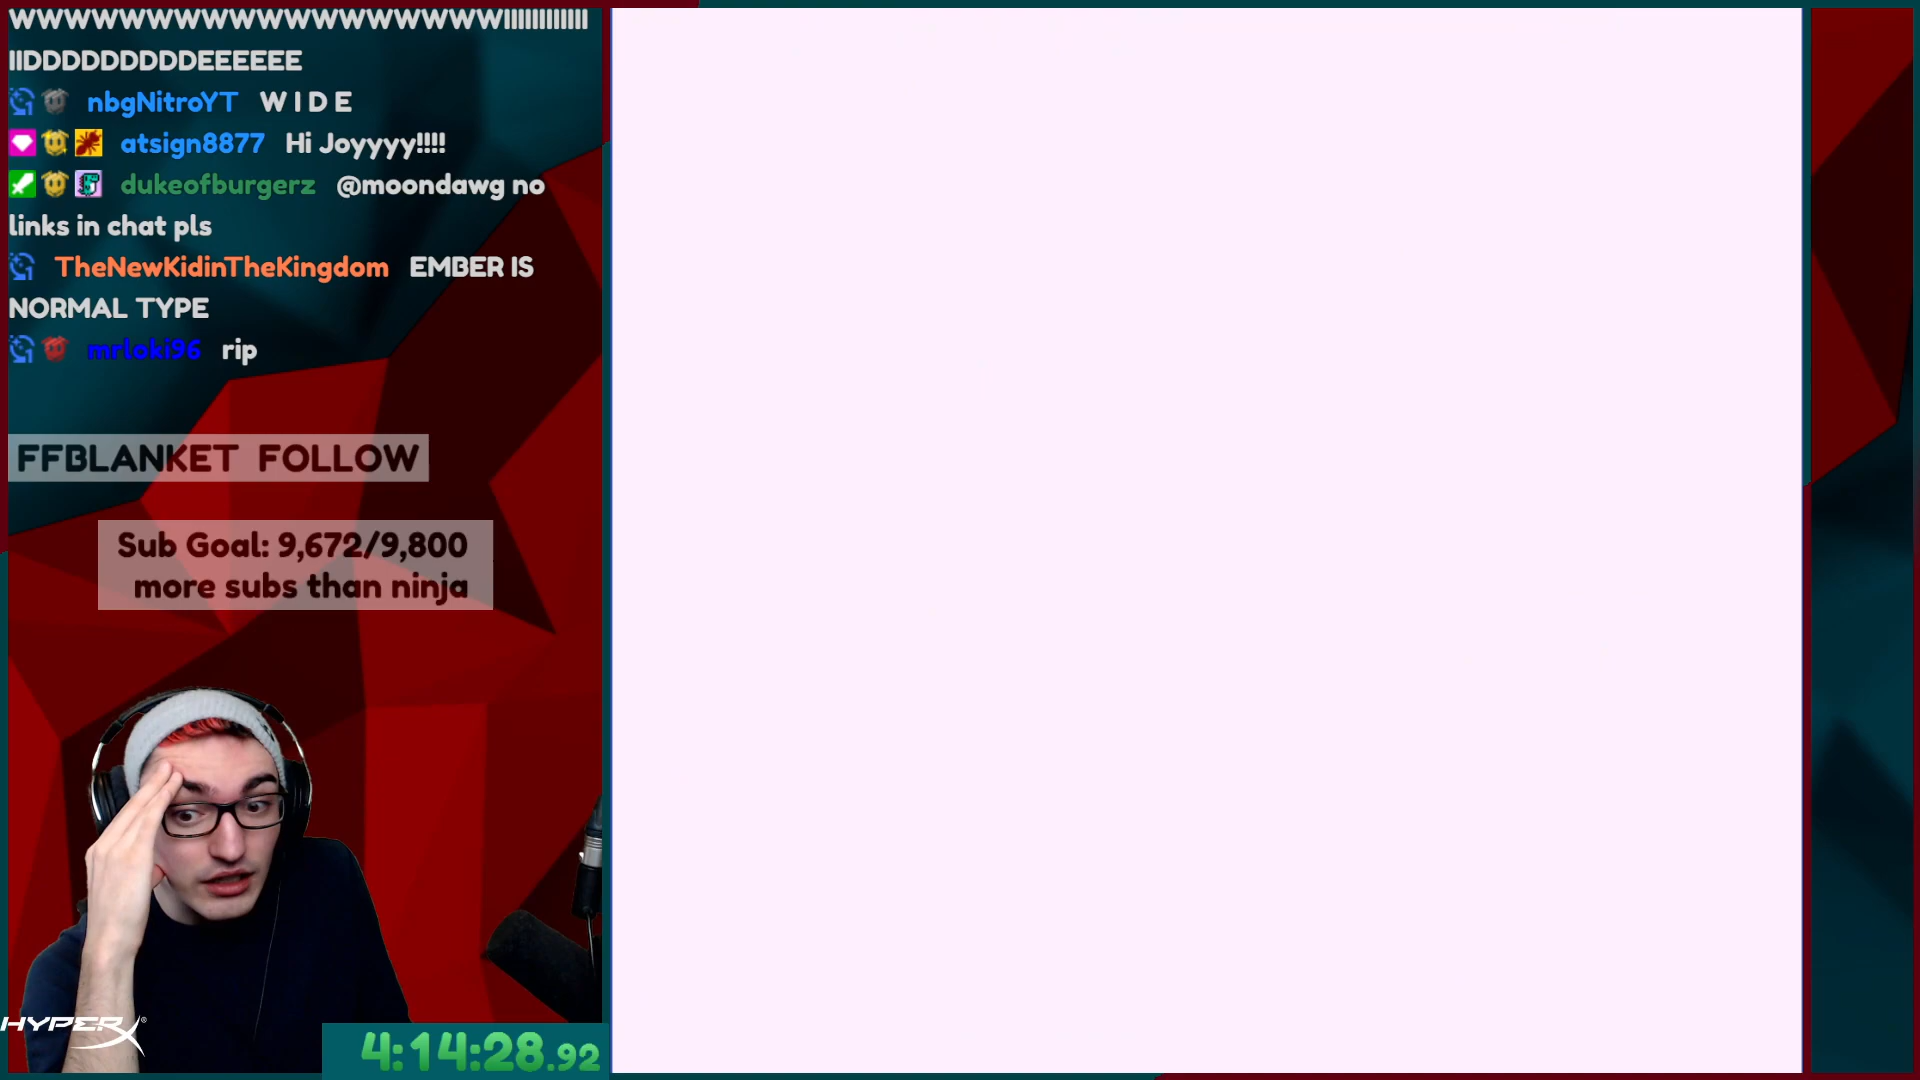 WWWWWWWWWWWWWWWWWWIIIIIIIIIIII
IIDDDDDDDDDEEEEEE
nbgNitroYT W I D E
atsign8877 Hi Joyyyy!!!!
dukeofburgerz @moondawg no
links in chat pls
TheNewKidinTheKingdom EMBER IS
NORMAL TYPE
mrloki96 rip
FFBLANKET FOLLOW
Sub Goal: 9,672/9,800
more subs than ninja
HYPERX
4:14:28.92